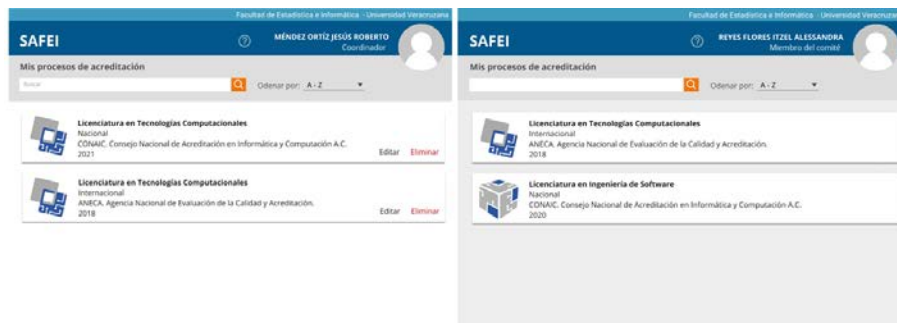 Facultad de Estadística e Informática - Universidad Veracruzana
SAFEI
MÉNDEZ ORTÍZ JESÚS ROBERTO
Coordinador
Mis procesos de acreditación
Buscar
Odenar por: A - Z
Licenciatura en Tecnologías Computacionales
Nacional
CONAIC. Consejo Nacional de Acreditación en Informática y Computación A.C.
2021
Editar Eliminar
Licenciatura en Tecnologías Computacionales
Internacional
ANECA. Agencia Nacional de Evaluación de la Calidad y Acreditación.
2018
Editar Eliminar
Facultad de Estadística e Informática - Universidad Veracruzana
SAFEI
REYES FLORES ITZEL ALESSANDRA
Miembro del comité
Mis procesos de acreditación
Odenar por: A - Z
Licenciatura en Tecnologías Computacionales
Internacional
ANECA. Agencia Nacional de Evaluación de la Calidad y Acreditación.
2018
Licenciatura en Ingeniería de Software
Nacional
CONAIC. Consejo Nacional de Acreditación en Informática y Computación A.C.
2020